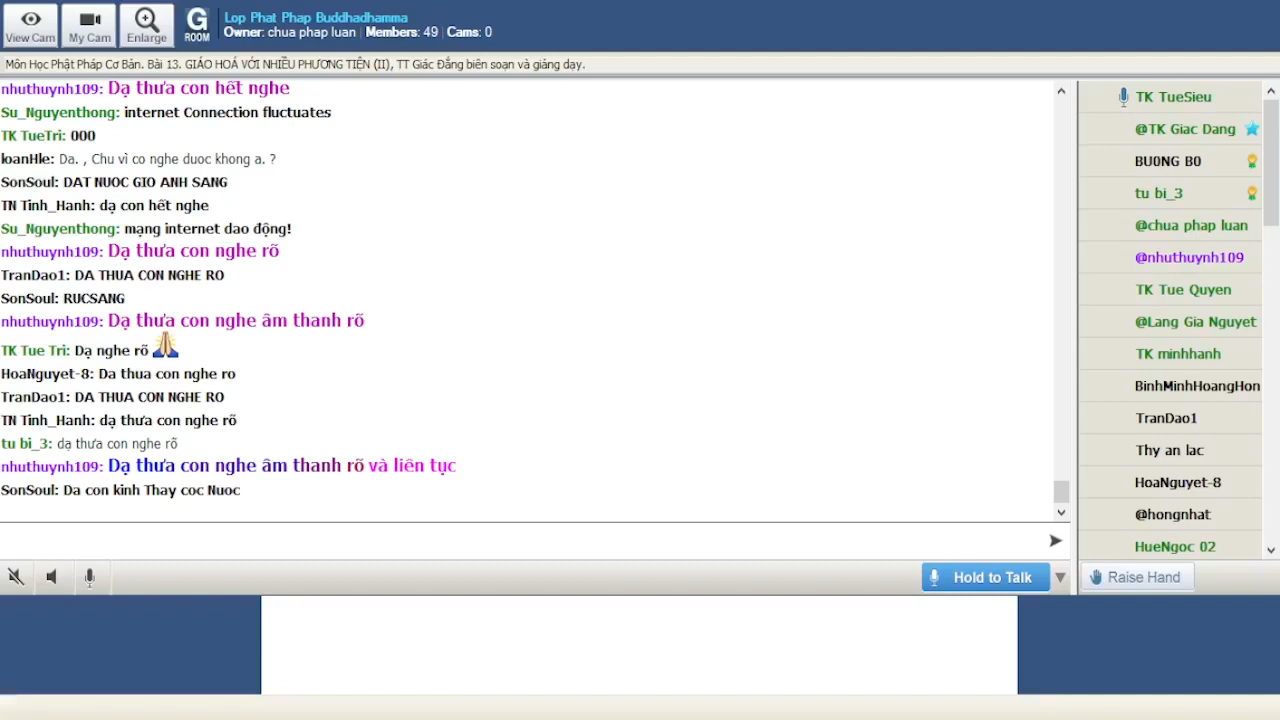 View Cam
My Cam
Enlarge
G
ROOM
Lop Phat Phap Buddhadhamma
Owner: chua phap luan | Members: 49 | Cams: 0
Môn Học Phật Pháp Cơ Bản. Bài 13. GIÁO HOÁ VỚI NHIỀU PHƯƠNG TIỆN (II), TT Giác Đẳng biên soạn và giảng dạy.
nhuthuynh109: Dạ thưa con hết nghe
Su_Nguyenthong: internet Connection fluctuates
TK TueTri: 000
loanHle: Da. , Chu vì co nghe duoc khong a. ?
SonSoul: DAT NUOC GIO ANH SANG
TN Tinh_Hanh: dạ con hết nghe
Su_Nguyenthong: mạng internet dao động!
nhuthuynh109: Dạ thưa con nghe rõ
TranDao1: DA THUA CON NGHE RO
SonSoul: RUCSANG
nhuthuynh109: Dạ thưa con nghe âm thanh rõ
TK Tue Tri: Dạ nghe rõ
HoaNguyet-8: Da thua con nghe ro
TranDao1: DA THUA CON NGHE RO
TN Tinh_Hanh: dạ thưa con nghe rõ
tu bi_3: dạ thưa con nghe rõ
nhuthuynh109: Dạ thưa con nghe âm thanh rõ và liên tục
SonSoul: Da con kinh Thay coc Nuoc
Hold to Talk
TK TueSieu
@TK Giac Dang
BU0NG B0
tu bi_3
@chua phap luan
@nhuthuynh109
TK Tue Quyen
@Lang Gia Nguyet
TK minhhanh
BinhMinhHoangHon
TranDao1
Thy an lac
HoaNguyet-8
@hongnhat
HueNgoc 02
Raise Hand